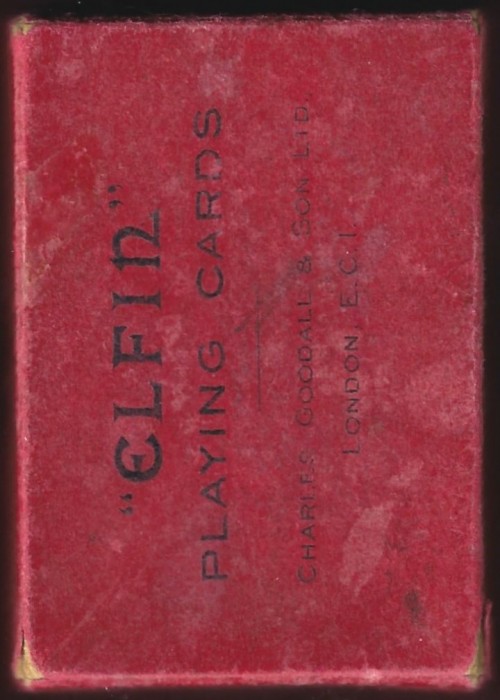 "ELFIN"
PLAYING CARDS
CHARLES GOODALL & SON LTD.
LONDON, E.C.1.